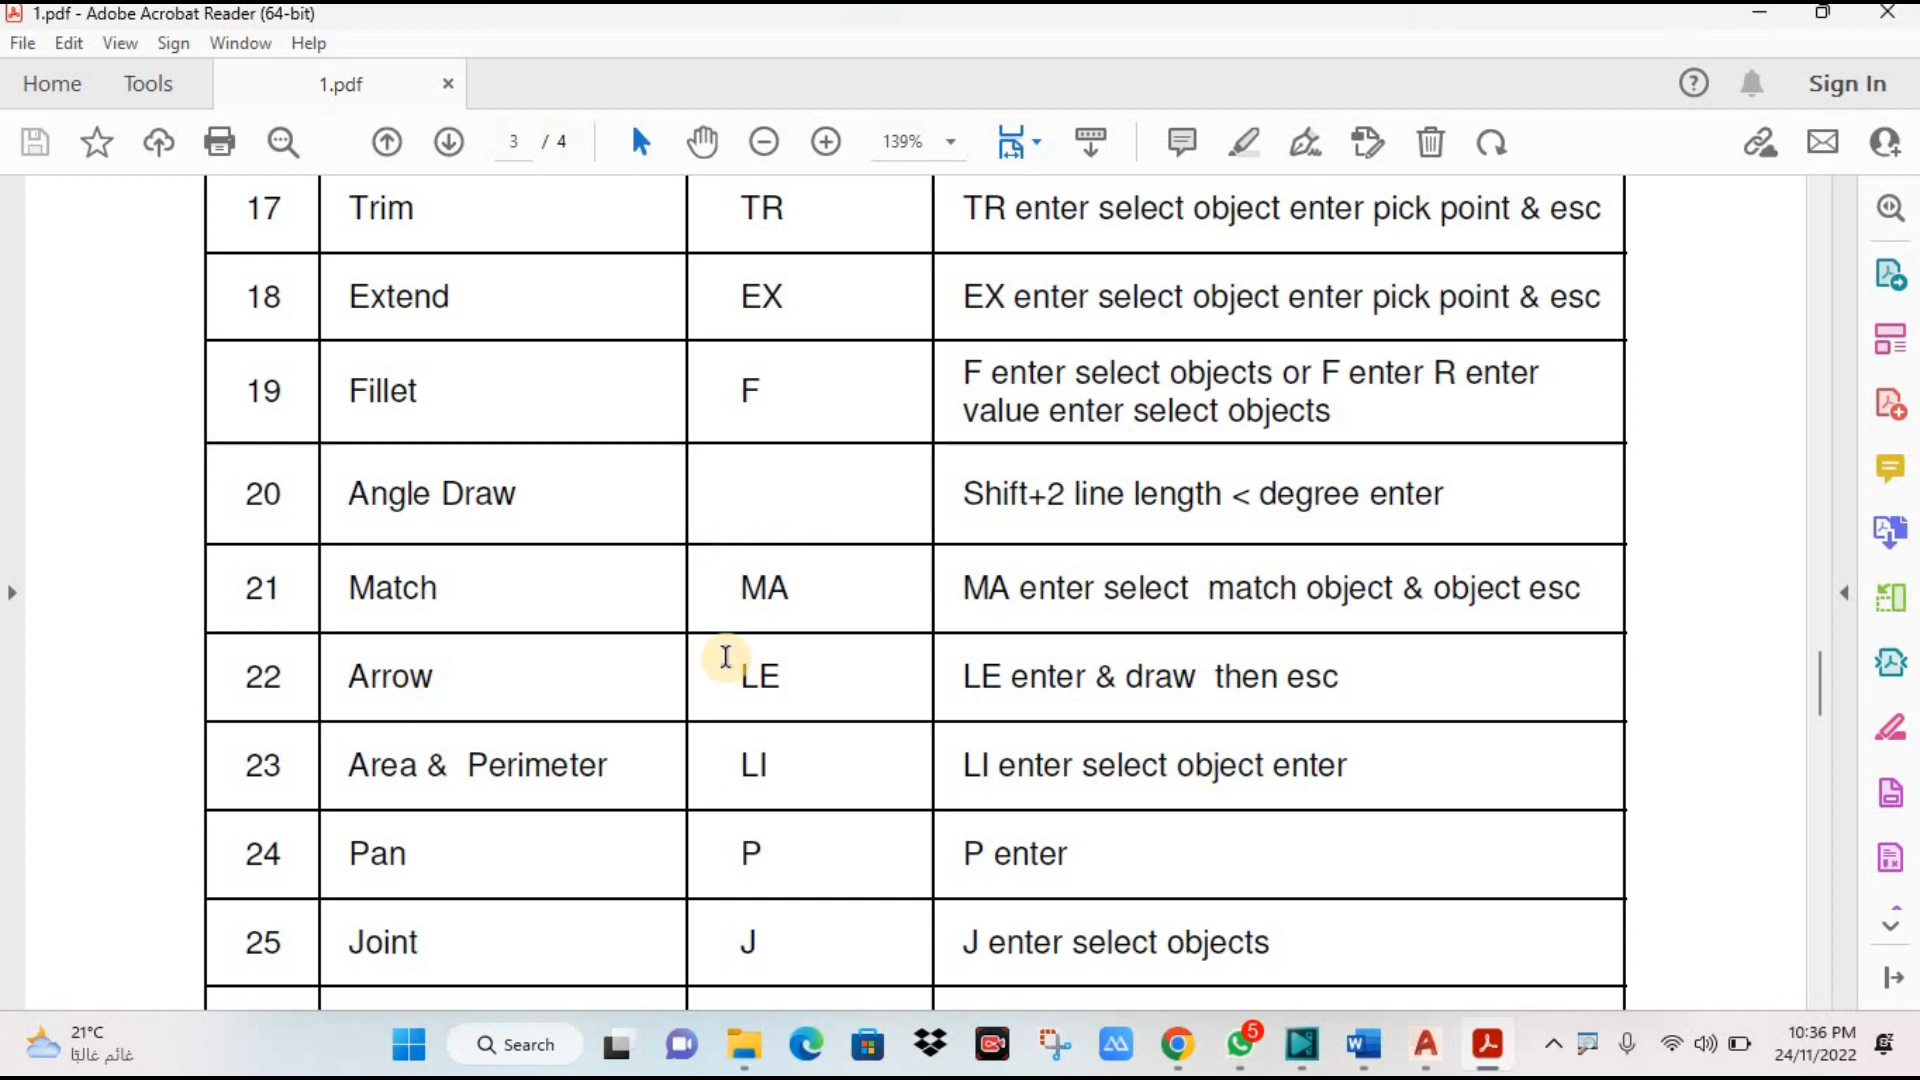 1.pdf - Adobe Acrobat Reader (64-bit)
File Edit View Sign Window Help
Home Tools 1.pdf Sign In
3 / 4 139%
17 Trim TR TR enter select object enter pick point & esc
18 Extend EX EX enter select object enter pick point & esc
19 Fillet F F enter select objects or F enter R enter
value enter select objects
20 Angle Draw Shift+2 line length < degree enter
21 Match MA MA enter select match object & object esc
22 Arrow LE LE enter & draw then esc
23 Area & Perimeter LI LI enter select object enter
24 Pan P P enter
25 Joint J J enter select objects
21°C
غائم غالبًا
Search
5
10:36 PM
24/11/2022